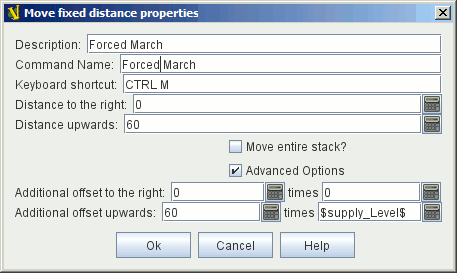 Move fixed distance properties
Description: Forced March
Command Name: Forced March
Keyboard shortcut: CTRL M
Distance to the right: 0
Distance upwards: 60
Move entire stack?
Advanced Options
Additional offset to the right: 0 times 0
Additional offset upwards: 60 times $supply_Level$
Ok Cancel Help